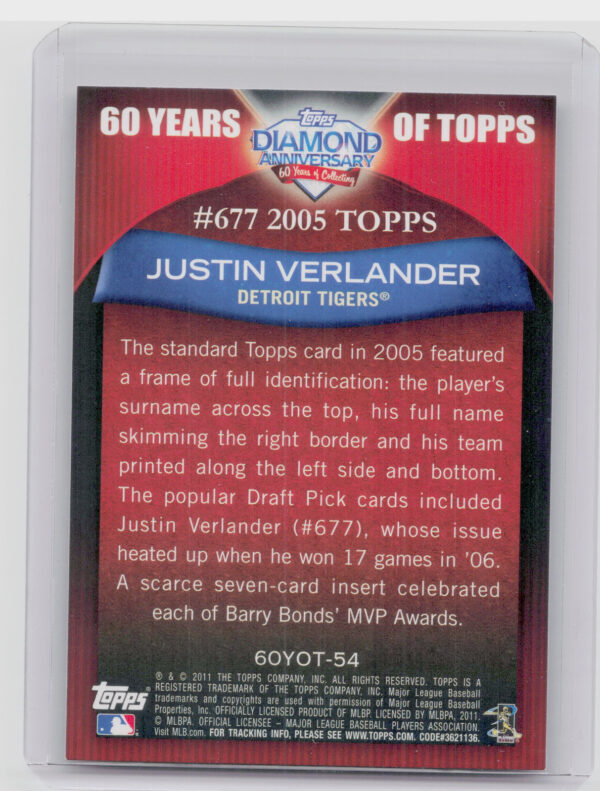 60 YEARS OF TOPPS
Topps
DIAMOND
ANNIVERSARY
60 Years of Collecting
#677 2005 TOPPS
JUSTIN VERLANDER
DETROIT TIGERS®
The standard Topps card in 2005 featured
a frame of full identification: the player's
surname across the top, his full name
skimming the right border and his team
printed along the left side and bottom.
The popular Draft Pick cards included
Justin Verlander (#677), whose issue
heated up when he won 17 games in '06.
A scarce seven-card insert celebrated
each of Barry Bonds' MVP Awards.
60YOT-54
® & © 2011 THE TOPPS COMPANY, INC. ALL RIGHTS RESERVED. TOPPS IS A
REGISTERED TRADEMARK OF THE TOPPS COMPANY, INC. Major League Baseball
trademarks and copyrights are used with permission of Major League Baseball
Properties, Inc. OFFICIALLY LICENSED PRODUCT OF MLBP. LICENSED BY MLBPA, 2011.
© MLBPA. OFFICIAL LICENSEE – MAJOR LEAGUE BASEBALL PLAYERS ASSOCIATION.
Visit MLB.com. FOR TRACKING INFO, PLEASE SEE WWW.TOPPS.COM. CODE#3621136.
Topps®